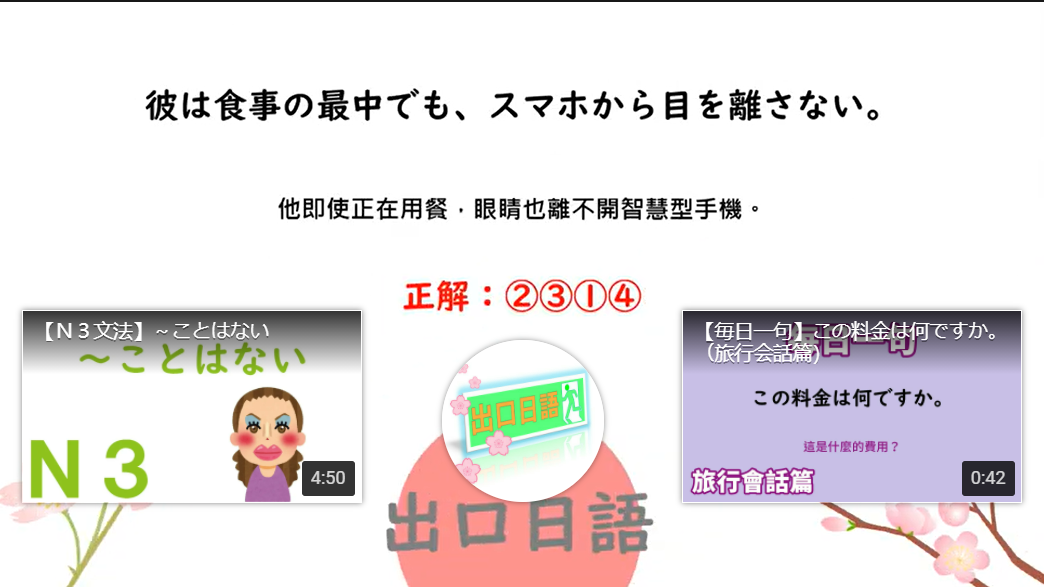 彼は食事の最中でも、スマホから目を離さない。
他即使正在用餐，眼睛也離不開智慧型手機。
正解：②③①④
【N３文法】～ことはない
～ことはない
N３
4:50
出口日語
出口日語
【毎日一句】この料金は何ですか。
（旅行会話篇）
毎日一句
この料金は何ですか。
這是什麼的費用？
旅行會話篇
0:42